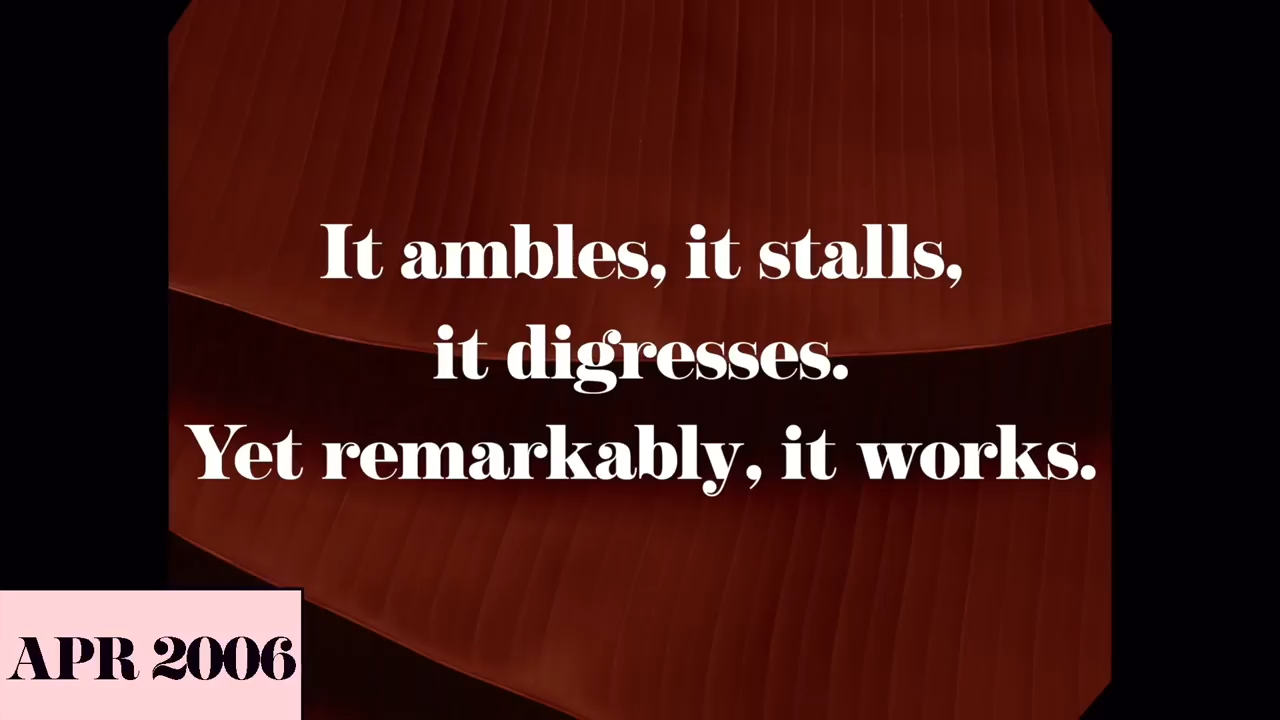 It ambles, it stalls,
it digresses.
Yet remarkably, it works.
APR 2006